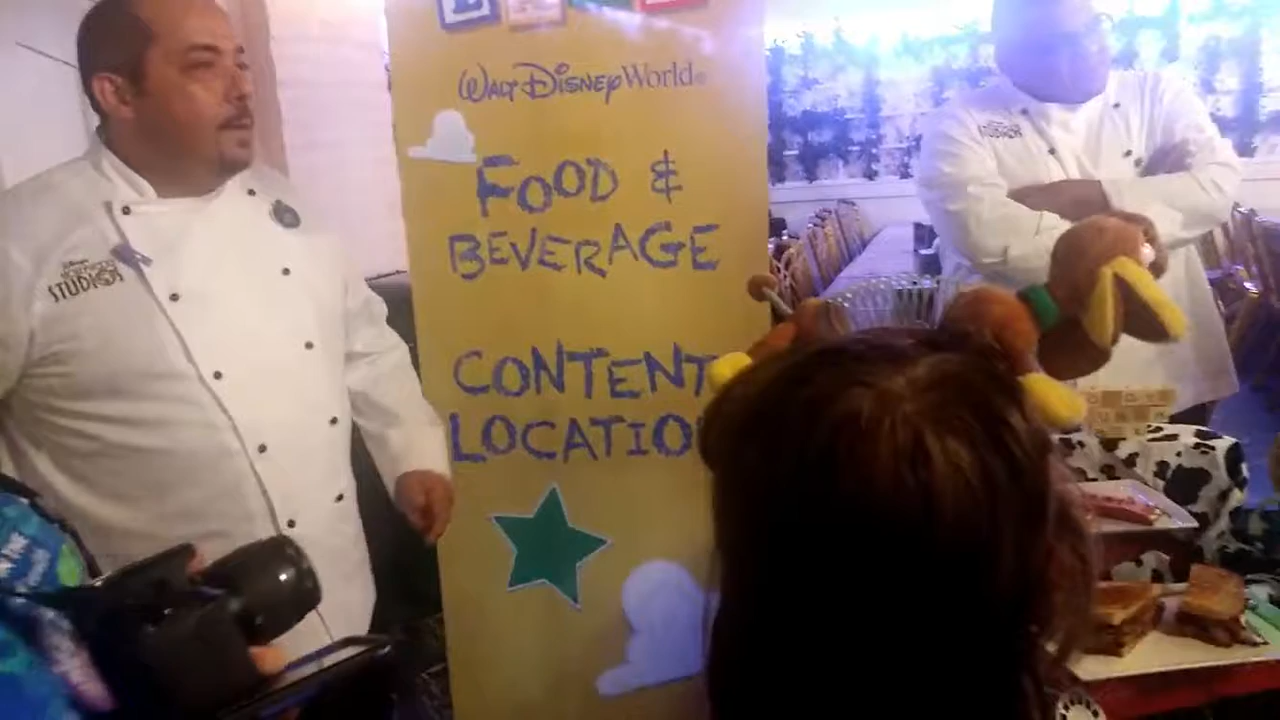 Walt Disney World
FOOD &
BEVERAGE
CONTENT
LOCATIO
STUDIOS